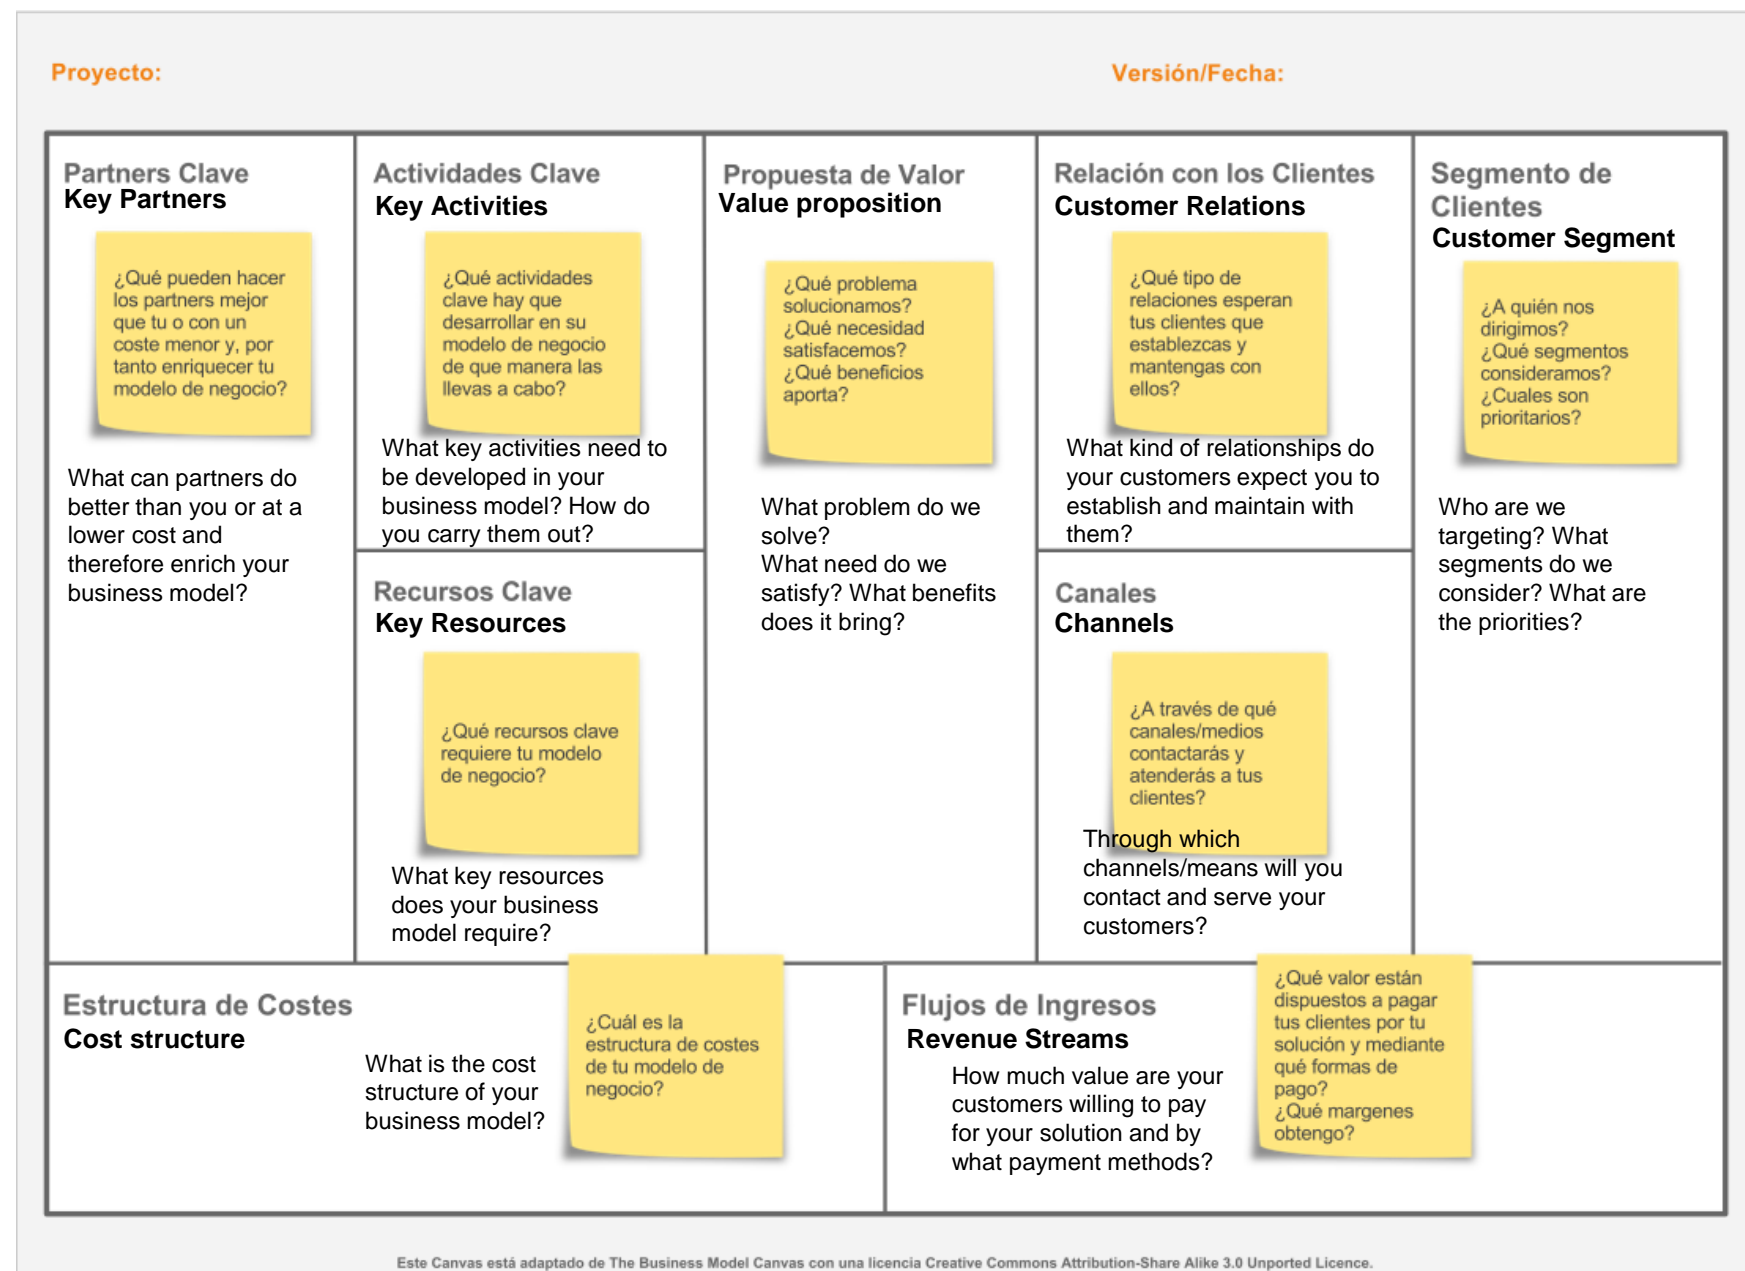 Proyecto:
Versión/Fecha:
Partners Clave
Key Partners
¿Qué pueden hacer
los partners mejor
que tu o con un
coste menor y, por
tanto enriquecer tu
modelo de negocio?
What can partners do
better than you or at a
lower cost and
therefore enrich your
business model?
Actividades Clave
Key Activities
¿Qué actividades
clave hay que
desarrollar en su
modelo de negocio
de que manera las
llevas a cabo?
What key activities need to
be developed in your
business model? How do
you carry them out?
Recursos Clave
Key Resources
¿Qué recursos clave
requiere tu modelo
de negocio?
What key resources
does your business
model require?
Propuesta de Valor
Value proposition
¿Qué problema
solucionamos?
¿Qué necesidad
satisfacemos?
¿Qué beneficios
aporta?
What problem do we
solve?
What need do we
satisfy? What benefits
does it bring?
Relación con los Clientes
Customer Relations
¿Qué tipo de
relaciones esperan
tus clientes que
establezcas y
mantengas con
ellos?
What kind of relationships do
your customers expect you to
establish and maintain with
them?
Canales
Channels
¿A través de qué
canales/medios
contactarás y
atenderás a tus
clientes?
Through which
channels/means will you
contact and serve your
customers?
Segmento de
Clientes
Customer Segment
¿A quién nos
dirigimos?
¿Qué segmentos
consideramos?
¿Cuales son
prioritarios?
Who are we
targeting? What
segments do we
consider? What are
the priorities?
Estructura de Costes
Cost structure
What is the cost
structure of your
business model?
¿Cuál es la
estructura de costes
de tu modelo de
negocio?
Flujos de Ingresos
Revenue Streams
How much value are your
customers willing to pay
for your solution and by
what payment methods?
¿Qué valor están
dispuestos a pagar
tus clientes por tu
solución y mediante
qué formas de
pago?
¿Qué margenes
obtengo?
Este Canvas está adaptado de The Business Model Canvas con una licencia Creative Commons Attribution-Share Alike 3.0 Unported Licence.